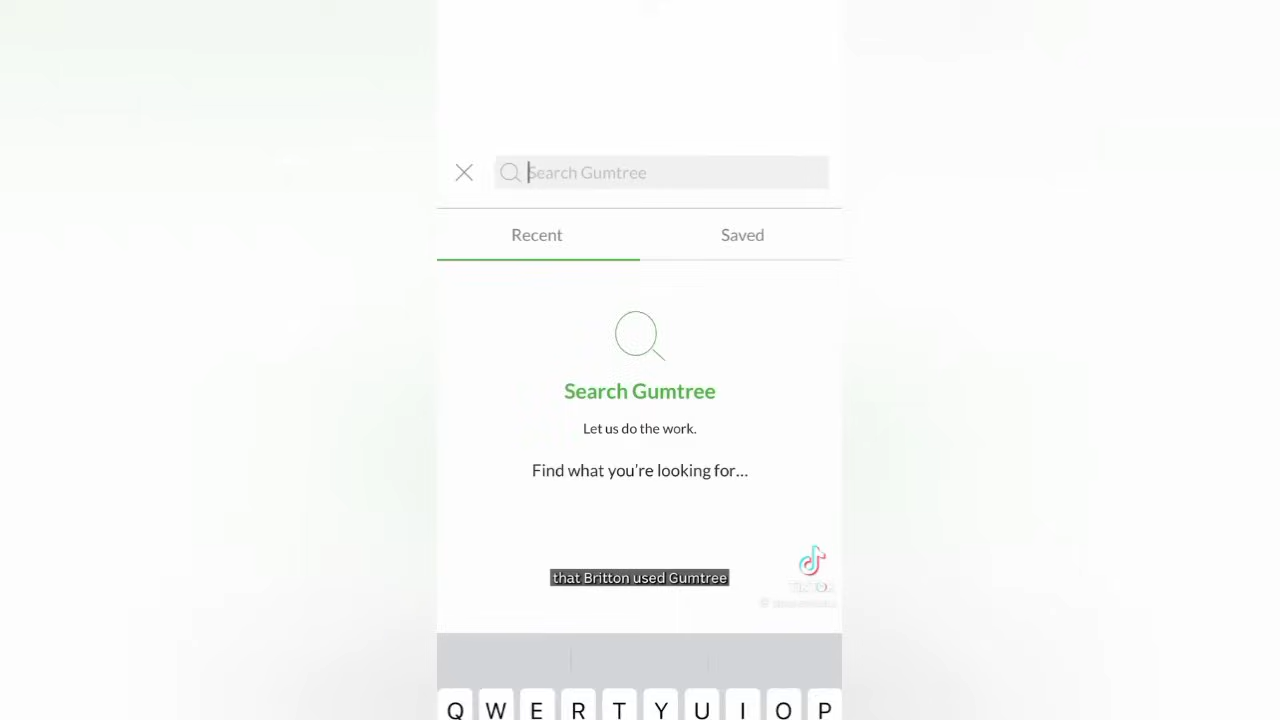 Search Gumtree
Recent
Saved
Search Gumtree
Let us do the work.
Find what you're looking for...
that Britton used Gumtree
TikTok
Q W E R T Y U I O P